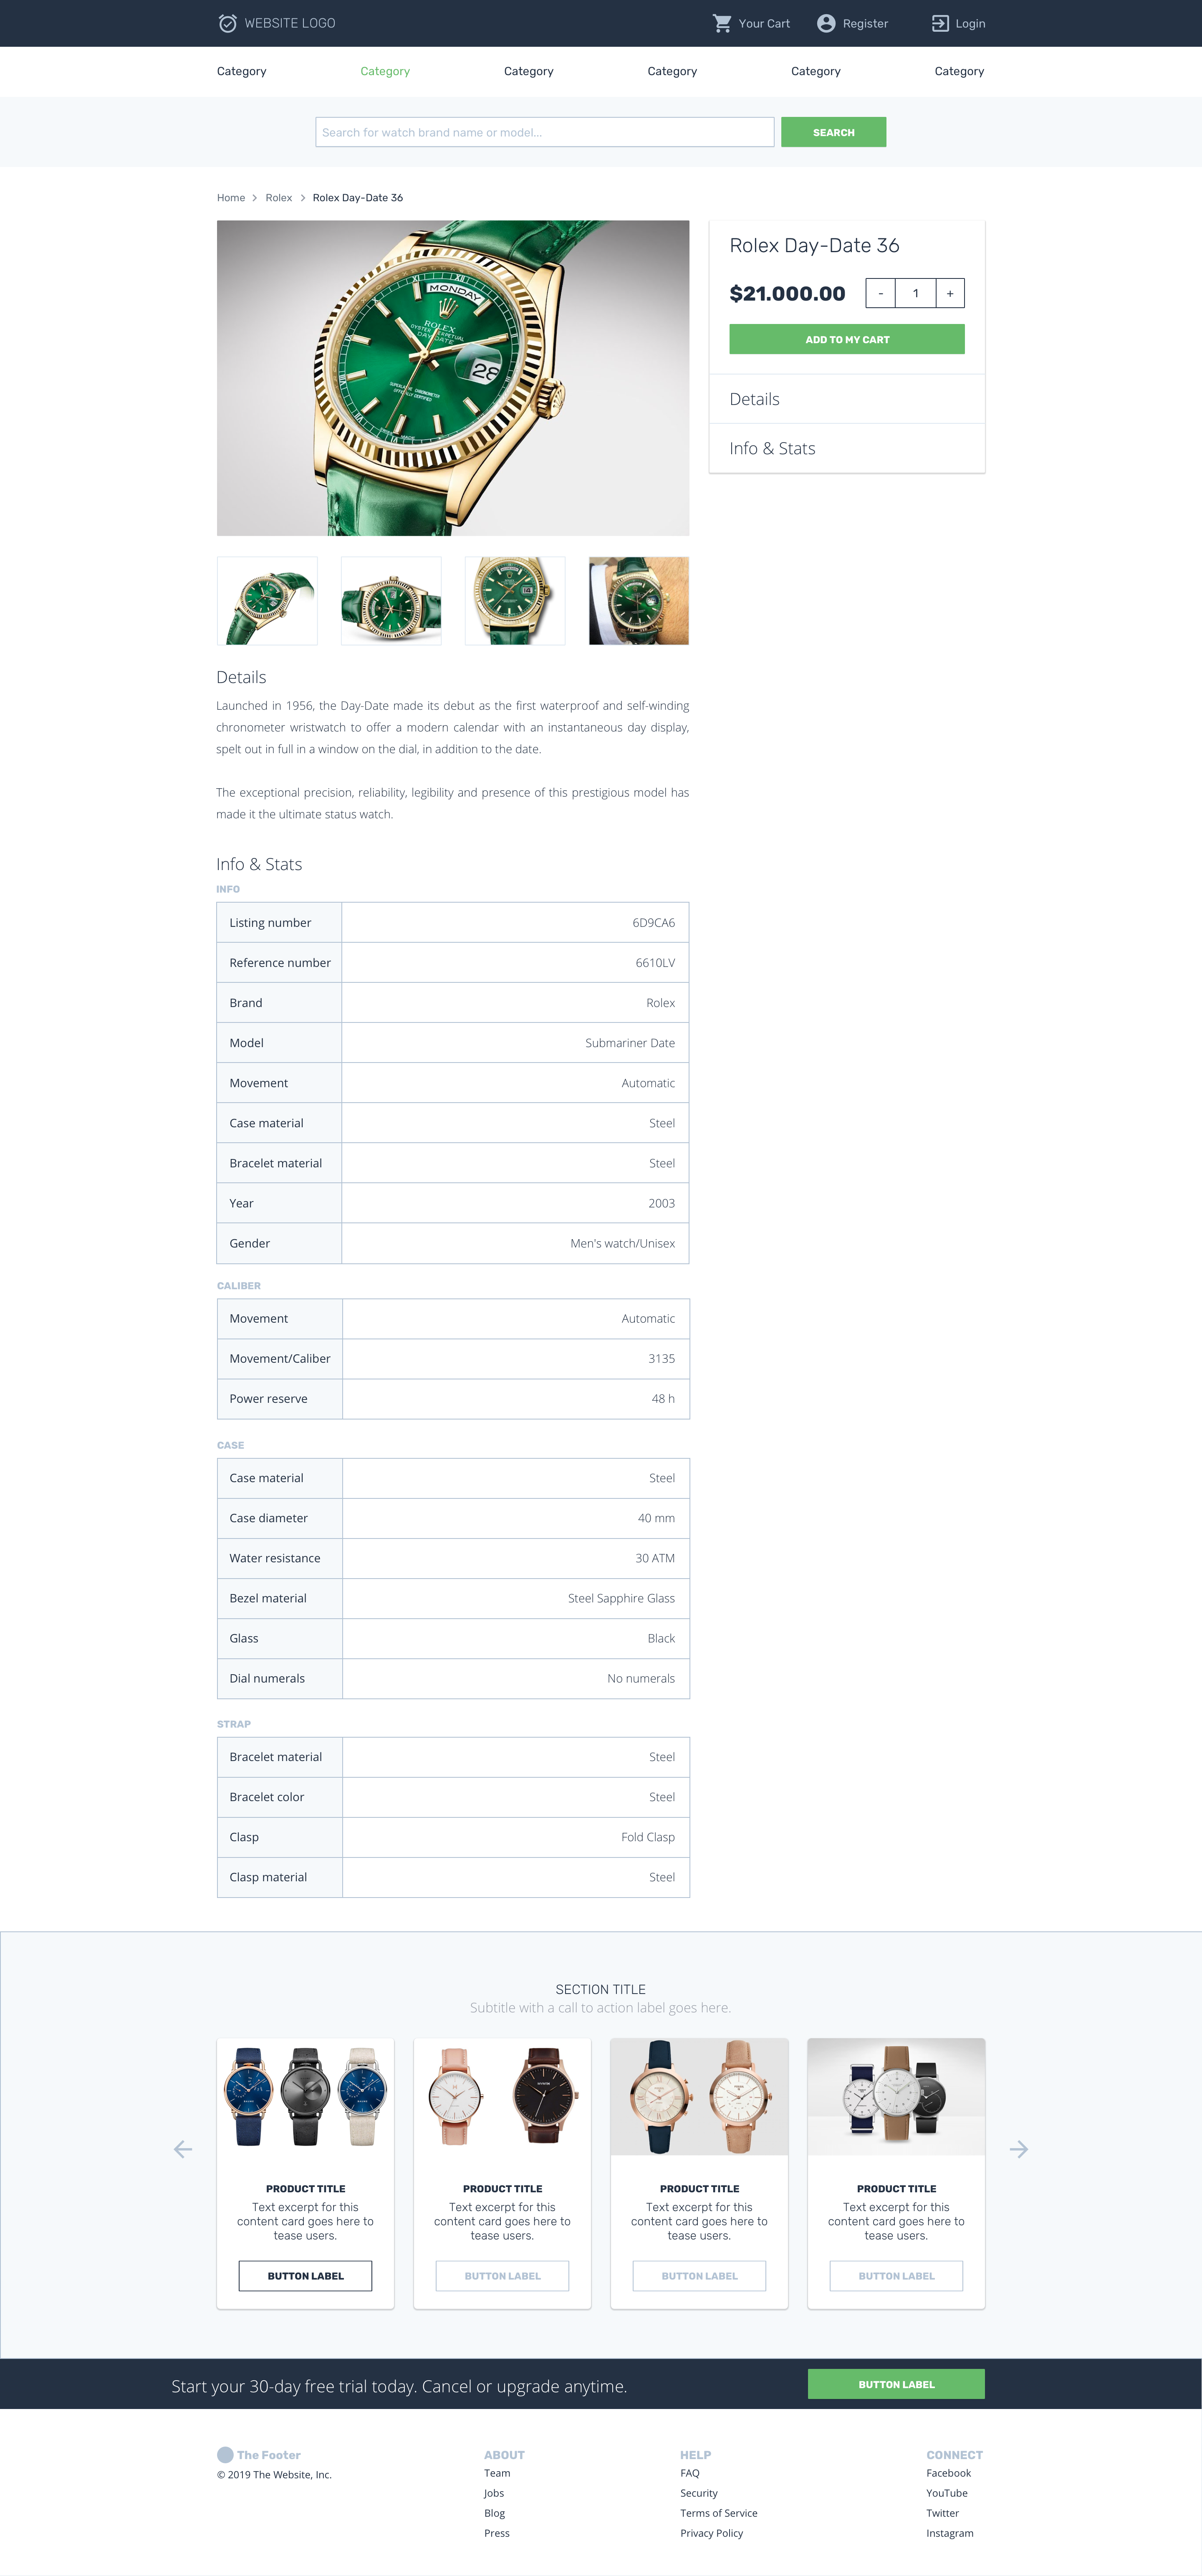 WEBSITE LOGO
Your Cart
Register
Login
Category
Category
Category
Category
Category
Category
Search for watch brand name or model...
SEARCH
Home > Rolex > Rolex Day-Date 36
MONDAY
ROLEX
OYSTER PERPETUAL
DAY-DATE
28
SUPERLATIVE CHRONOMETER
OFFICIALLY CERTIFIED
Rolex Day-Date 36
$21.000.00
- 1 +
ADD TO MY CART
Details
Info & Stats
Details
Launched in 1956, the Day-Date made its debut as the first waterproof and self-winding
chronometer wristwatch to offer a modern calendar with an instantaneous day display,
spelt out in full in a window on the dial, in addition to the date.
The exceptional precision, reliability, legibility and presence of this prestigious model has
made it the ultimate status watch.
Info & Stats
INFO
Listing number 6D9CA6
Reference number 6610LV
Brand Rolex
Model Submariner Date
Movement Automatic
Case material Steel
Bracelet material Steel
Year 2003
Gender Men's watch/Unisex
CALIBER
Movement Automatic
Movement/Caliber 3135
Power reserve 48 h
CASE
Case material Steel
Case diameter 40 mm
Water resistance 30 ATM
Bezel material Steel Sapphire Glass
Glass Black
Dial numerals No numerals
STRAP
Bracelet material Steel
Bracelet color Steel
Clasp Fold Clasp
Clasp material Steel
SECTION TITLE
Subtitle with a call to action label goes here.
PRODUCT TITLE
Text excerpt for this
content card goes here to
tease users.
BUTTON LABEL
PRODUCT TITLE
Text excerpt for this
content card goes here to
tease users.
BUTTON LABEL
PRODUCT TITLE
Text excerpt for this
content card goes here to
tease users.
BUTTON LABEL
PRODUCT TITLE
Text excerpt for this
content card goes here to
tease users.
BUTTON LABEL
Start your 30-day free trial today. Cancel or upgrade anytime.
BUTTON LABEL
The Footer
© 2019 The Website, Inc.
ABOUT
Team
Jobs
Blog
Press
HELP
FAQ
Security
Terms of Service
Privacy Policy
CONNECT
Facebook
YouTube
Twitter
Instagram